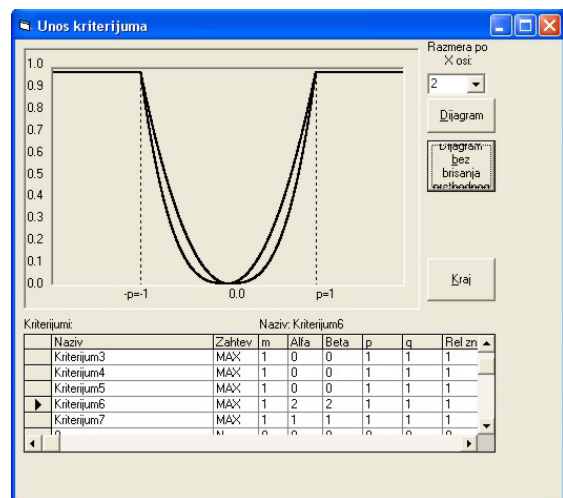 Unos kriterijuma
Razmera po
X osi:
2
Dijagram
Dijagram
bez
brisanja
prethodnog
Kraj
1.0
0.9
0.8
0.7
0.6
0.5
0.4
0.3
0.2
0.1
0.0
-p=-1 0.0 p=1
Kriterijumi: Naziv: Kriterijum6
Naziv Zahtev m Alfa Beta p q Rel zn
Kriterijum3 MAX 1 0 0 1 1 1
Kriterijum4 MAX 1 0 0 1 1 1
Kriterijum5 MAX 1 0 0 1 1 1
Kriterijum6 MAX 1 2 2 1 1 1
Kriterijum7 MAX 1 1 1 1 1 1